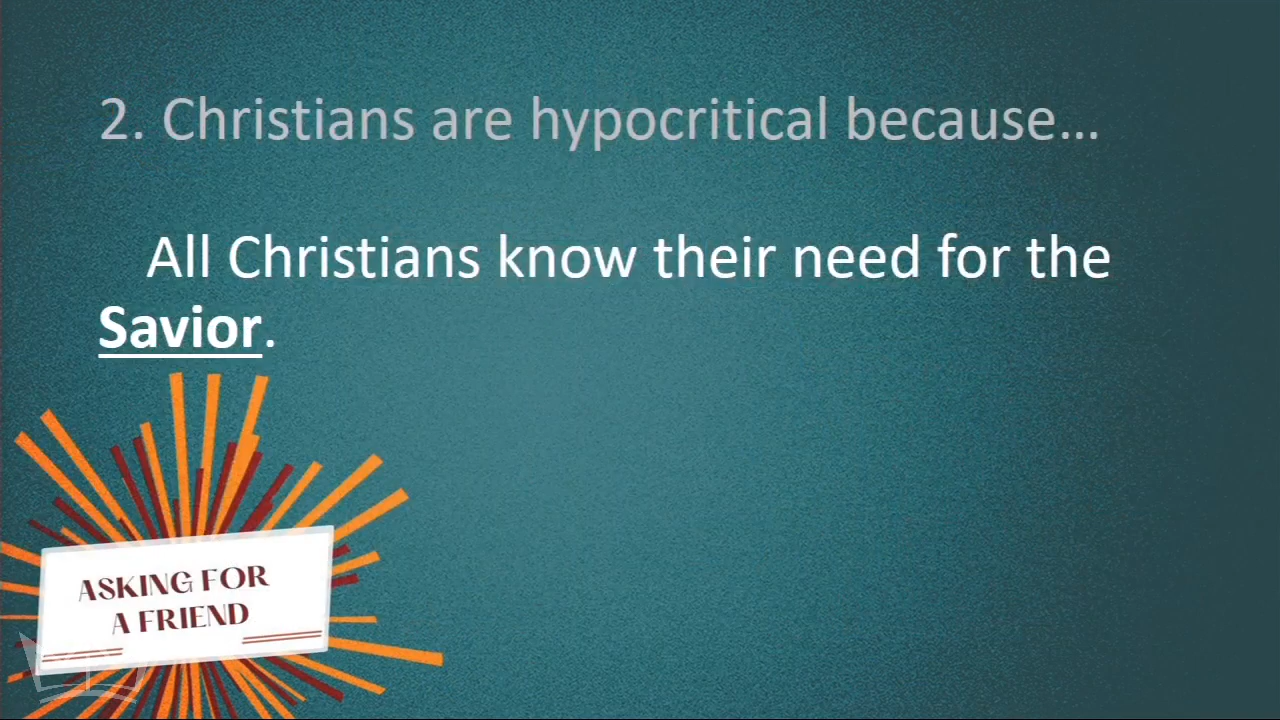 2. Christians are hypocritical because…
All Christians know their need for the
Savior.
ASKING FOR
A FRIEND